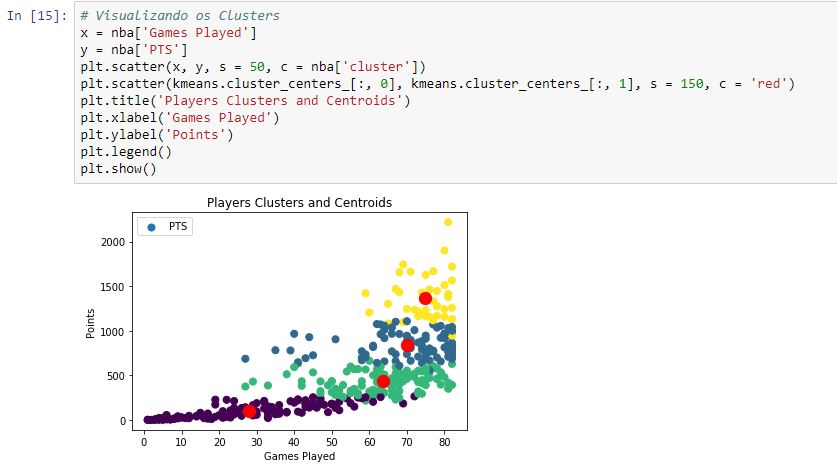 In [15]: # Visualizando os Clusters
x = nba['Games Played']
y = nba['PTS']
plt.scatter(x, y, s = 50, c = nba['cluster'])
plt.scatter(kmeans.cluster_centers_[:, 0], kmeans.cluster_centers_[:, 1], s = 150, c = 'red')
plt.title('Players Clusters and Centroids')
plt.xlabel('Games Played')
plt.ylabel('Points')
plt.legend()
plt.show()
Players Clusters and Centroids
PTS
2000
1500
1000
500
0
Points
0 10 20 30 40 50 60 70 80
Games Played